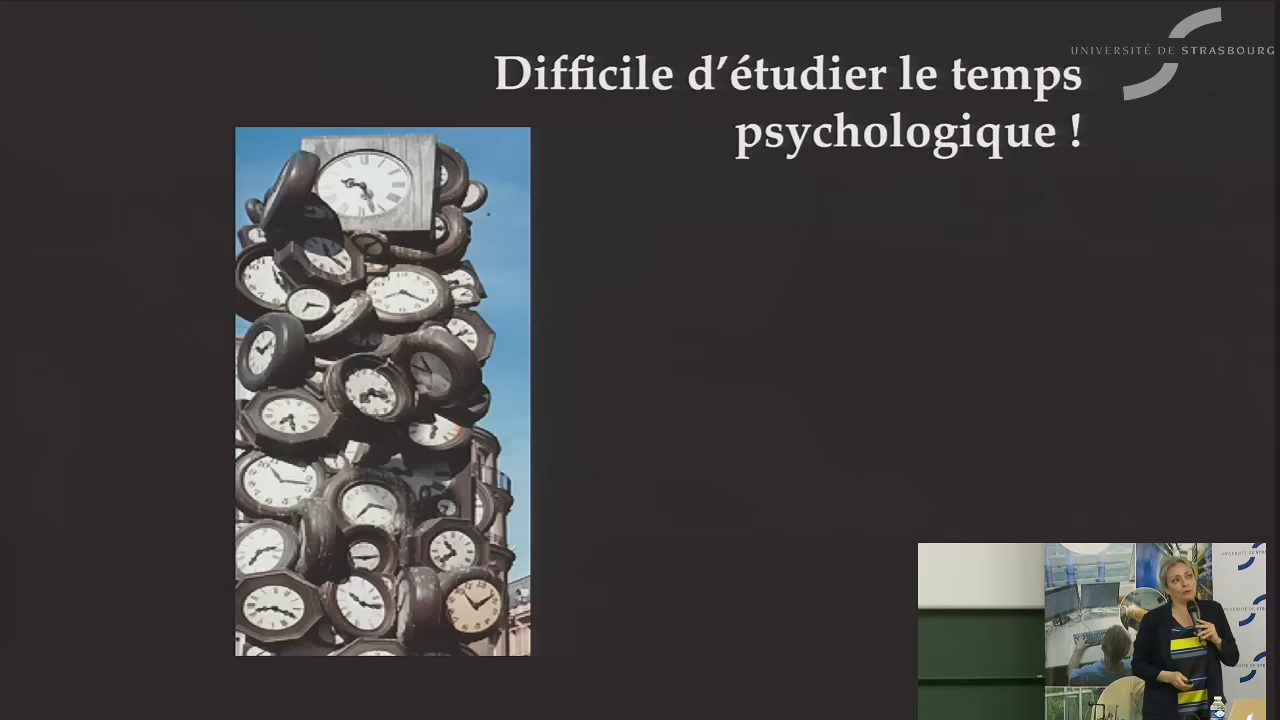 UNIVERSITÉ DE STRASBOURG
Difficile d’étudier le temps
psychologique !